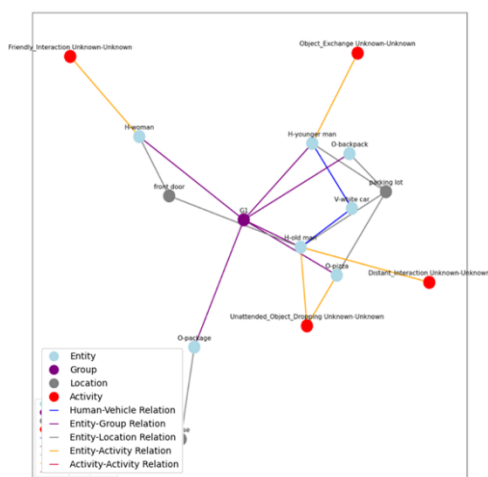 Friendly_Interaction Unknown-Unknown
Object_Exchange Unknown-Unknown
H-woman
H-younger man
O-backpack
front door
parking lot
V-white car
G2
H-old man
O-pizza
Distant_Interaction Unknown-Unknown
Unattended_Object_Dropping Unknown-Unknown
O-package
Entity
Group
Location
Activity
Human-Vehicle Relation
Entity-Group Relation
Entity-Location Relation
Entity-Activity Relation
Activity-Activity Relation